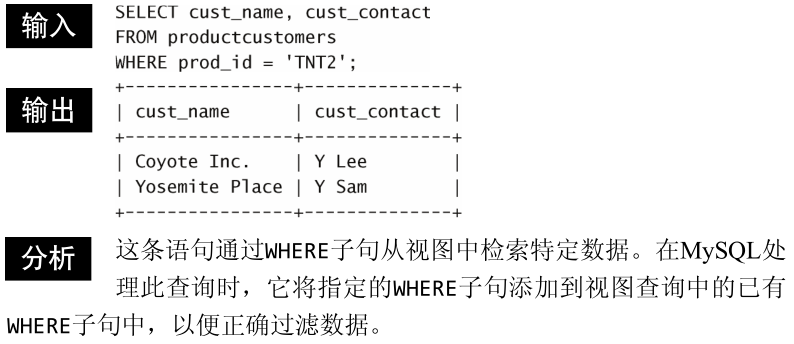 输入
SELECT cust_name, cust_contact
FROM productcustomers
WHERE prod_id = 'TNT2';
输出
+----------------+--------------+
| cust_name      | cust_contact |
+----------------+--------------+
| Coyote Inc.    | Y Lee        |
| Yosemite Place | Y Sam        |
+----------------+--------------+
分析
这条语句通过WHERE子句从视图中检索特定数据。在MySQL处
理此查询时，它将指定的WHERE子句添加到视图查询中的已有
WHERE子句中，以便正确过滤数据。